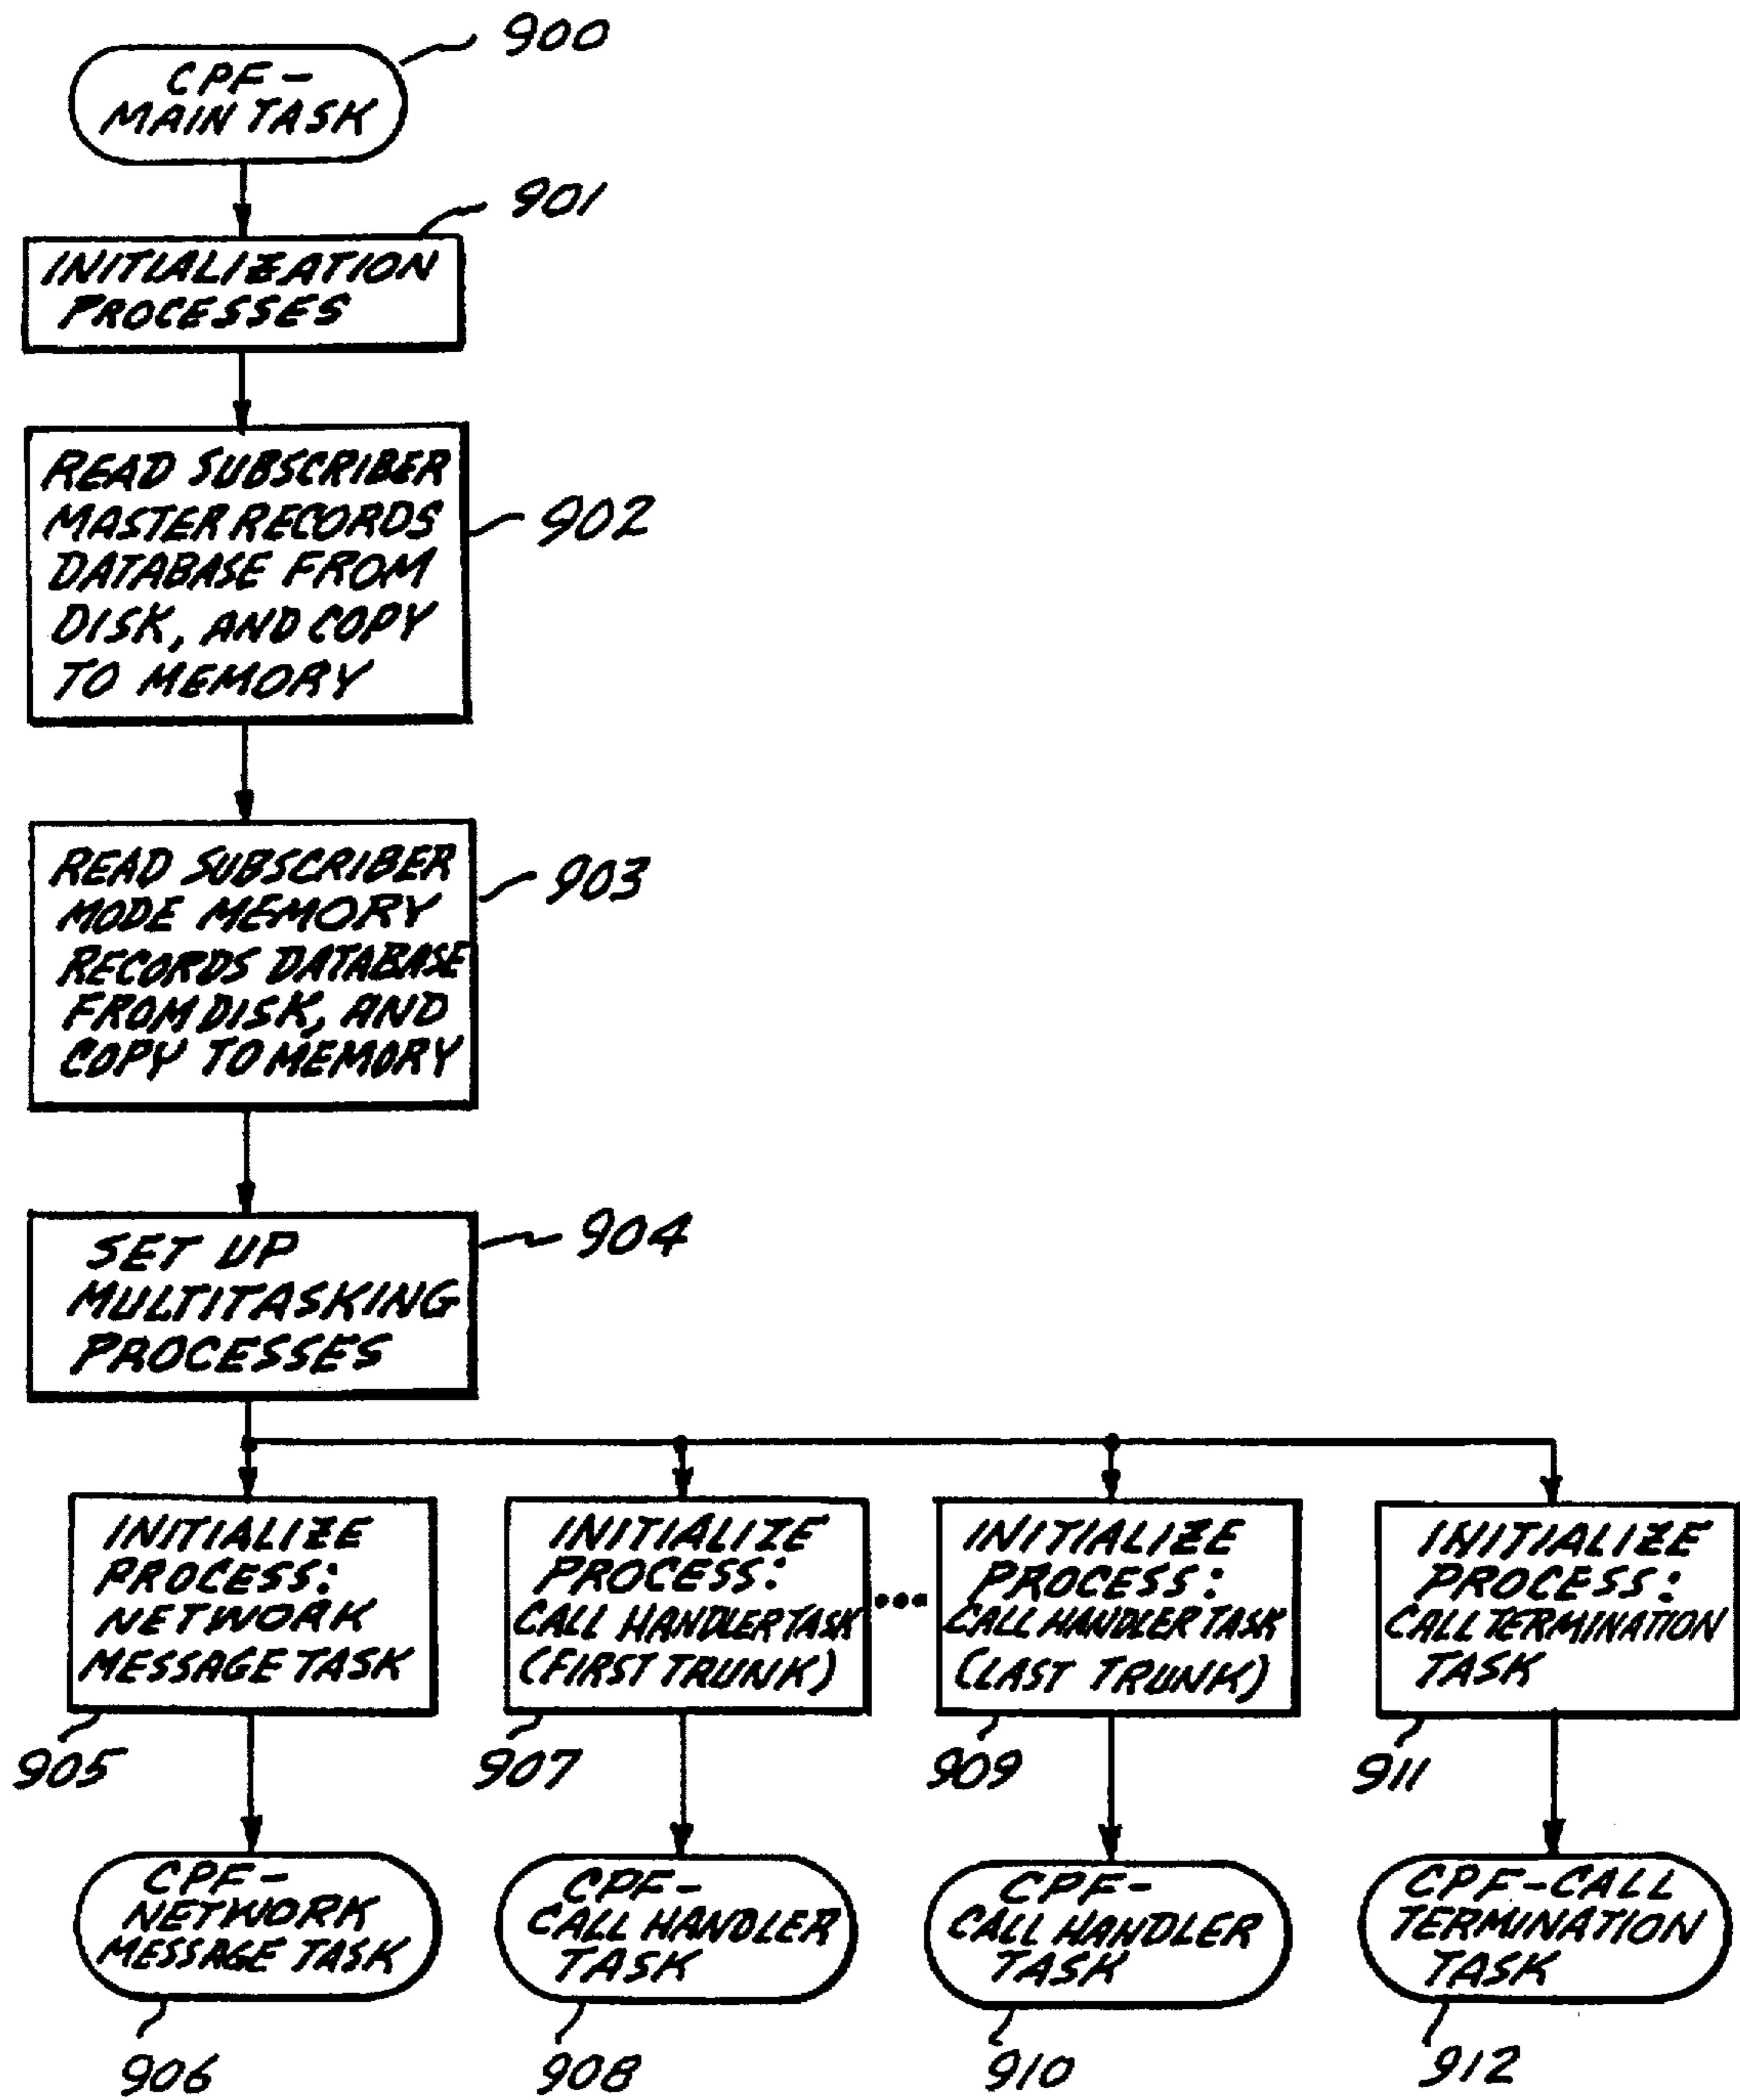 900
CPF-
MAIN TASK
901
INITIALIZATION
PROCESSES
READ SUBSCRIBER
MASTER RECORDS
DATABASE FROM
DISK, AND COPY
TO MEMORY
902
READ SUBSCRIBER
MODE MEMORY
RECORDS DATABASE
FROM DISK, AND
COPY TO MEMORY
903
SET UP
MULTITASKING
PROCESSES
904
INITIALIZE
PROCESS:
NETWORK
MESSAGE TASK
905
INITIALIZE
PROCESS:
CALL HANDLER TASK
(FIRST TRUNK)
907
...
INITIALIZE
PROCESS:
CALL HANDLER TASK
(LAST TRUNK)
909
INITIALIZE
PROCESS:
CALL TERMINATION
TASK
911
CPF-
NETWORK
MESSAGE TASK
906
CPF-
CALL HANDLER
TASK
908
CPF-
CALL HANDLER
TASK
910
CPF-CALL
TERMINATION
TASK
912